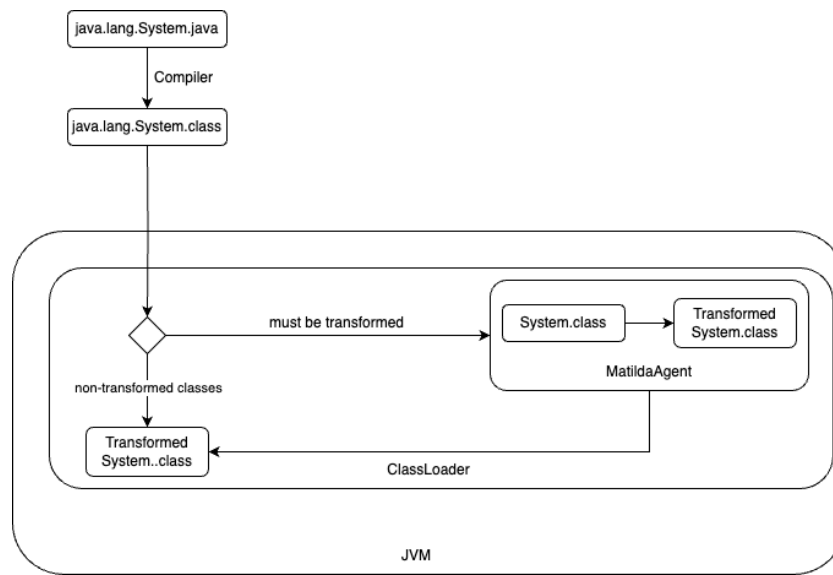 java.lang.System.java
Compiler
java.lang.System.class
must be transformed
System.class
Transformed
System.class
MatildaAgent
non-transformed classes
Transformed
System..class
ClassLoader
JVM